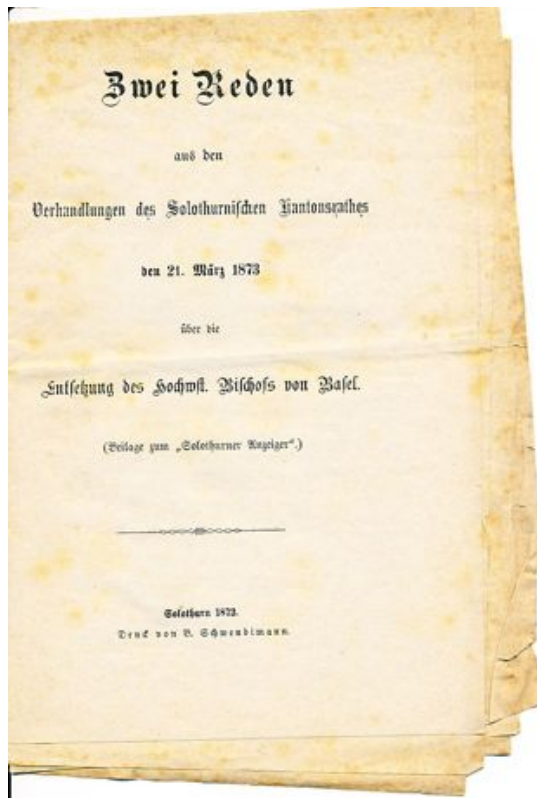 Zwei Reden
aus den
Verhandlungen des Solothurnischen Kantonsrathes
den 21. März 1873
über die
Entsetzung des Hochwst. Bischofs von Basel.
(Beilage zum „Solothurner Anzeiger“.)
Solothurn 1873.
Druck von B. Schwendimann.